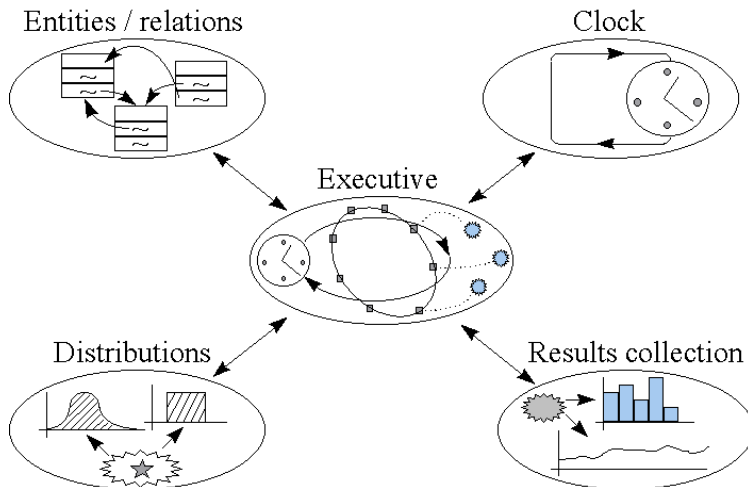 Entities / relations
Clock
Executive
Distributions
Results collection